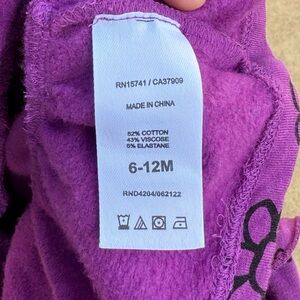 RN15741 / CA37909
MADE IN CHINA
52% COTTON
43% VISCOSE
5% ELASTANE
6-12M
RND4204/062122